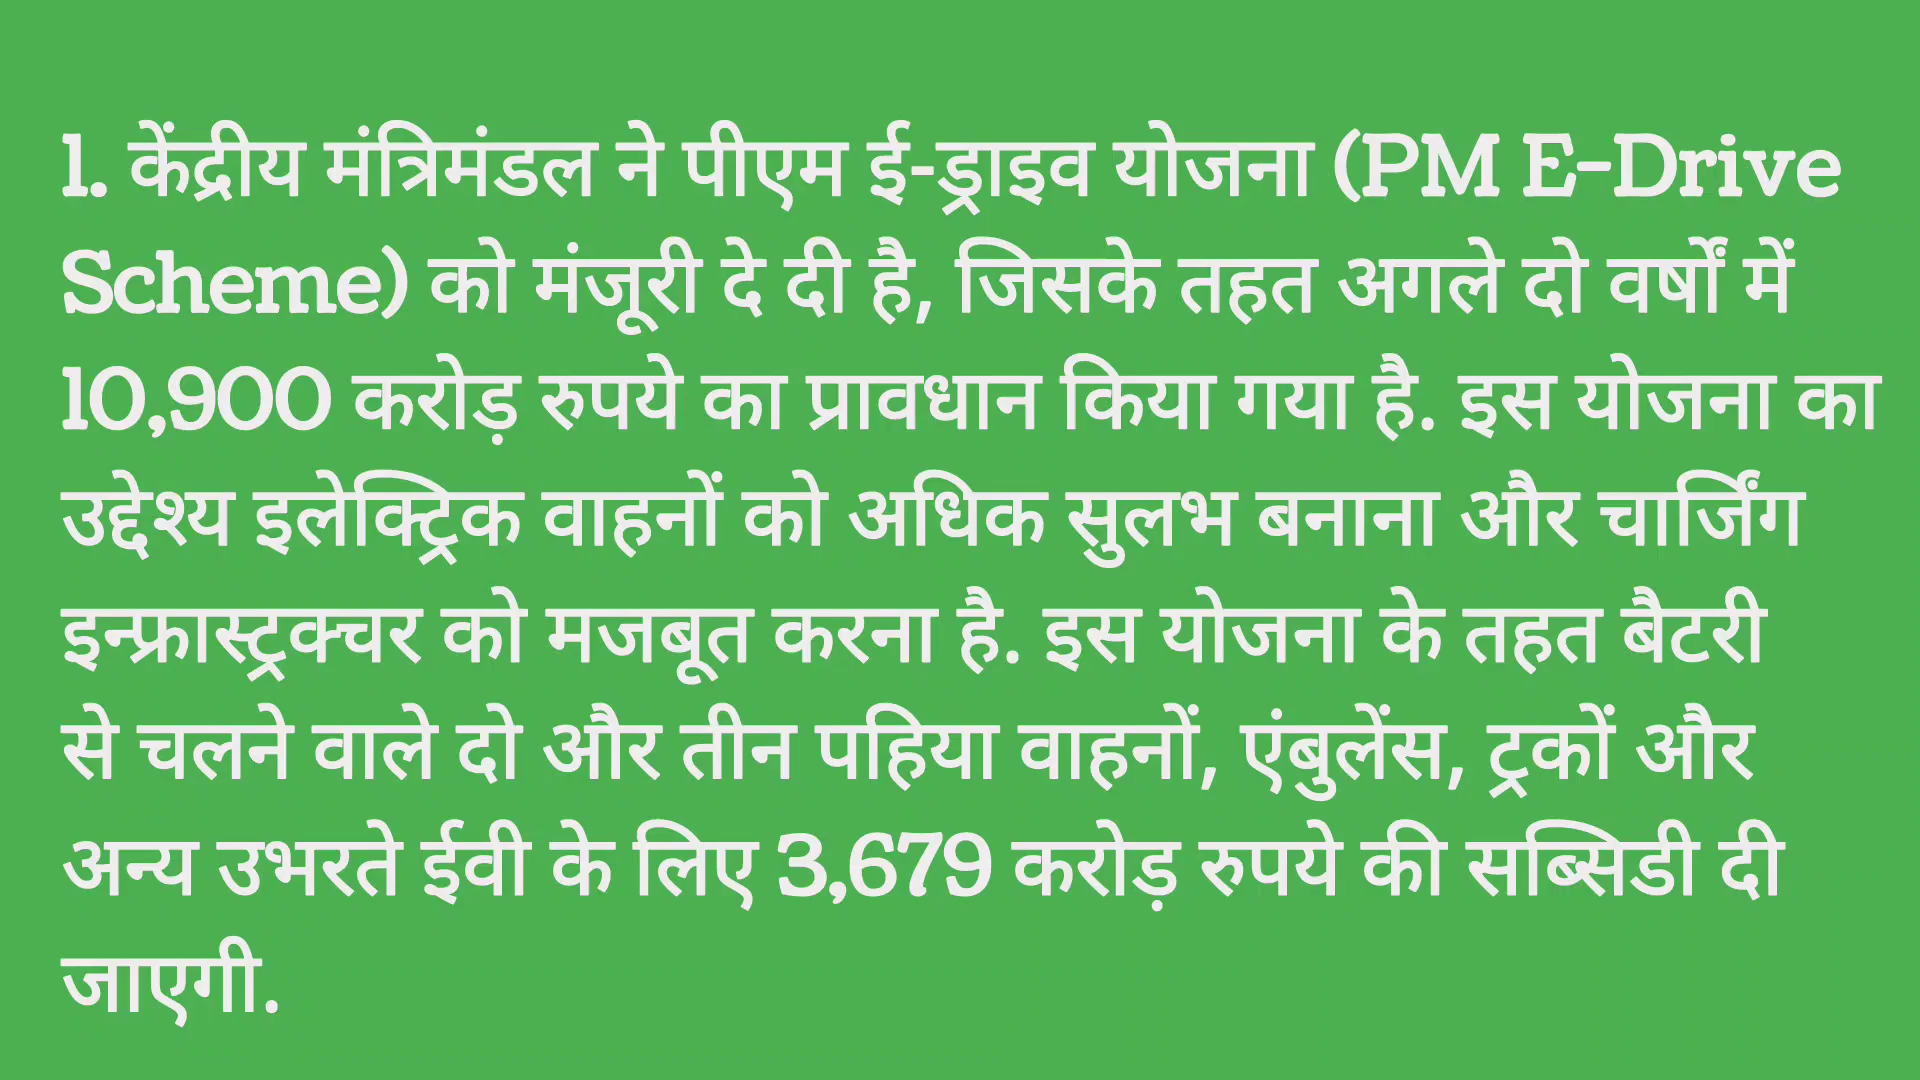 1. केंद्रीय मंत्रिमंडल ने पीएम ई-ड्राइव योजना (PM E-Drive
Scheme) को मंजूरी दे दी है, जिसके तहत अगले दो वर्षों में
10,900 करोड़ रुपये का प्रावधान किया गया है. इस योजना का
उद्देश्य इलेक्ट्रिक वाहनों को अधिक सुलभ बनाना और चार्जिंग
इन्फ्रास्ट्रक्चर को मजबूत करना है. इस योजना के तहत बैटरी
से चलने वाले दो और तीन पहिया वाहनों, एंबुलेंस, ट्रकों और
अन्य उभरते ईवी के लिए 3,679 करोड़ रुपये की सब्सिडी दी
जाएगी.